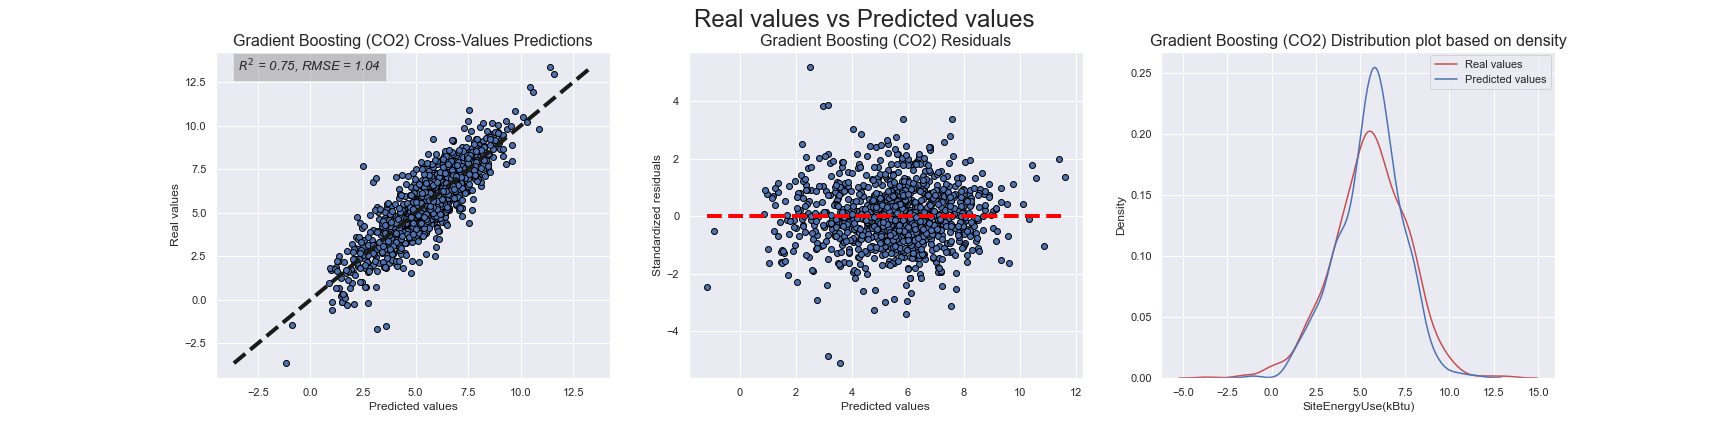 Real values vs Predicted values
Gradient Boosting (CO2) Cross-Values Predictions
R² = 0.75, RMSE = 1.04
12.5
10.0
7.5
5.0
2.5
0.0
−2.5
Real values
−2.5 0.0 2.5 5.0 7.5 10.0 12.5
Predicted values
Gradient Boosting (CO2) Residuals
4
2
0
−2
−4
Standardized residuals
0 2 4 6 8 10 12
Predicted values
Gradient Boosting (CO2) Distribution plot based on density
Real values
Predicted values
0.25
0.20
0.15
0.10
0.05
0.00
Density
−5.0 −2.5 0.0 2.5 5.0 7.5 10.0 12.5 15.0
SiteEnergyUse(kBtu)